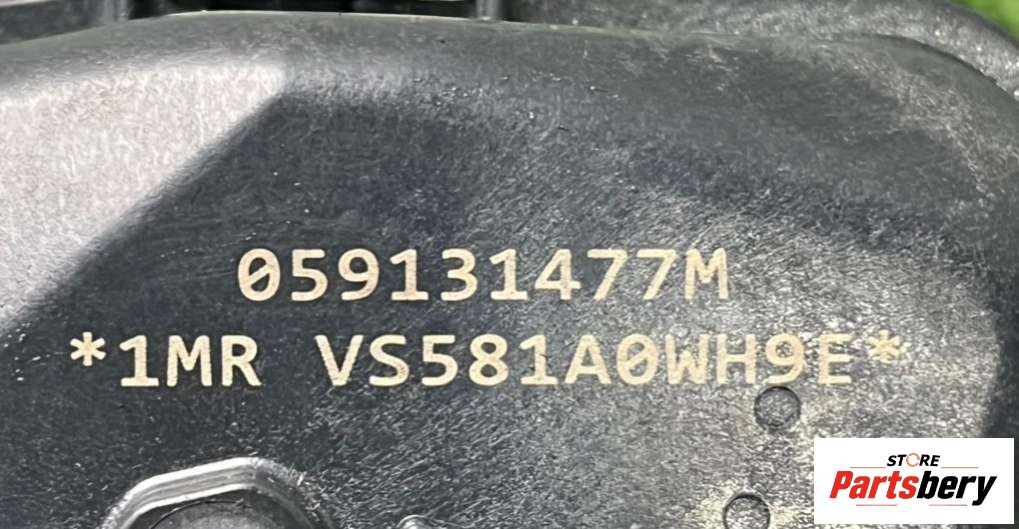 059131477M
*1MR VS581A0WH9E*
STORE
Partsbery